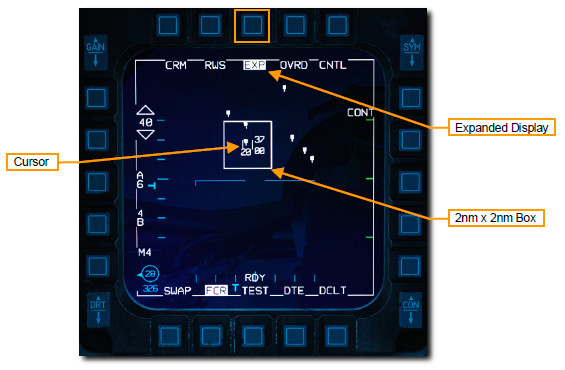 GAIN
SYM
CRM RWS EXP OVRD CNTL
40
CONT
Expanded Display
37
20 00
Cursor
A
6
4
B
2nm x 2nm Box
M4
28
326
RDY
SWAP FCR TEST DTE DCLT
BRT
CON